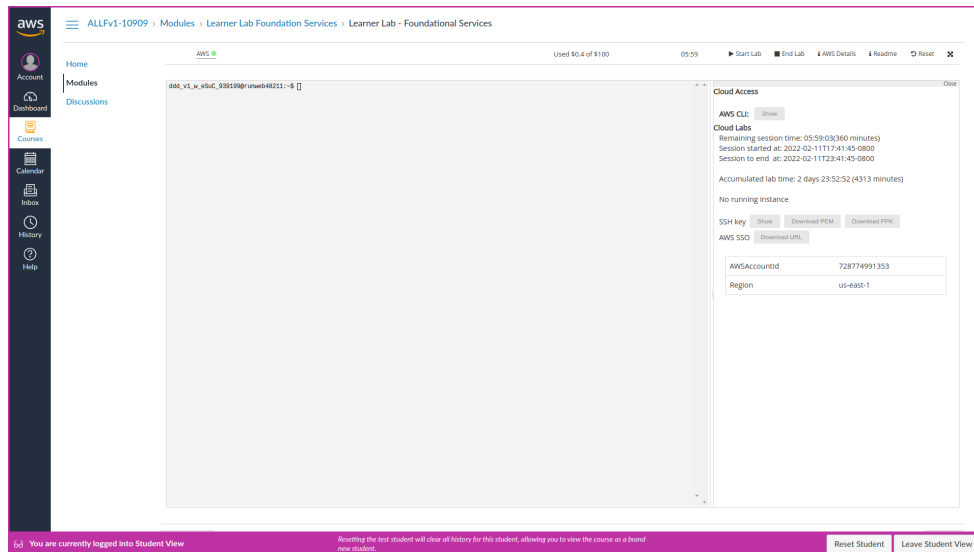 aws
ALLFv1-10909 › Modules › Learner Lab Foundation Services › Learner Lab - Foundational Services
Account
Dashboard
Courses
Calendar
Inbox
History
Help
Home
Modules
Discussions
AWS
Used $0.4 of $100
05:59
Start Lab
End Lab
AWS Details
Readme
Reset
ddd_v1_w_eSuC_939199@runweb48211:~$
Close
Cloud Access
AWS CLI: Show
Cloud Labs
Remaining session time: 05:59:03(360 minutes)
Session started at: 2022-02-11T17:41:45-0800
Session to end at: 2022-02-11T23:41:45-0800
Accumulated lab time: 2 days 23:52:52 (4313 minutes)
No running instance
SSH key Show Download PEM Download PPK
AWS SSO Download URL
AWSAccountId 728774991353
Region us-east-1
You are currently logged into Student View
Resetting the test student will clear all history for this student, allowing you to view the course as a brand
new student.
Reset Student
Leave Student View